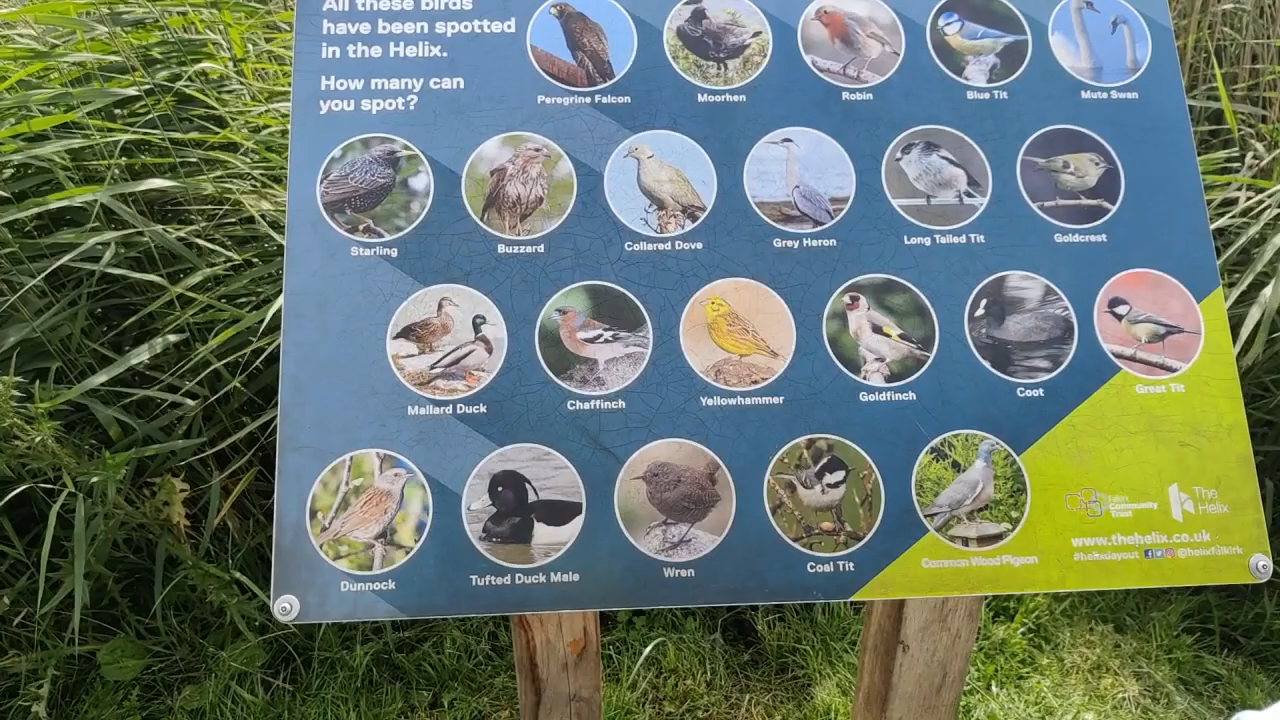 All these birds
have been spotted
in the Helix.
How many can
you spot?
Peregrine Falcon
Moorhen
Robin
Blue Tit
Mute Swan
Starling
Buzzard
Collared Dove
Grey Heron
Long Tailed Tit
Goldcrest
Mallard Duck
Chaffinch
Yellowhammer
Goldfinch
Coot
Great Tit
Dunnock
Tufted Duck Male
Wren
Coal Tit
Common Wood Pigeon
Community
Trust
The
Helix
www.thehelix.co.uk
#helixdayout @helixfalkirk